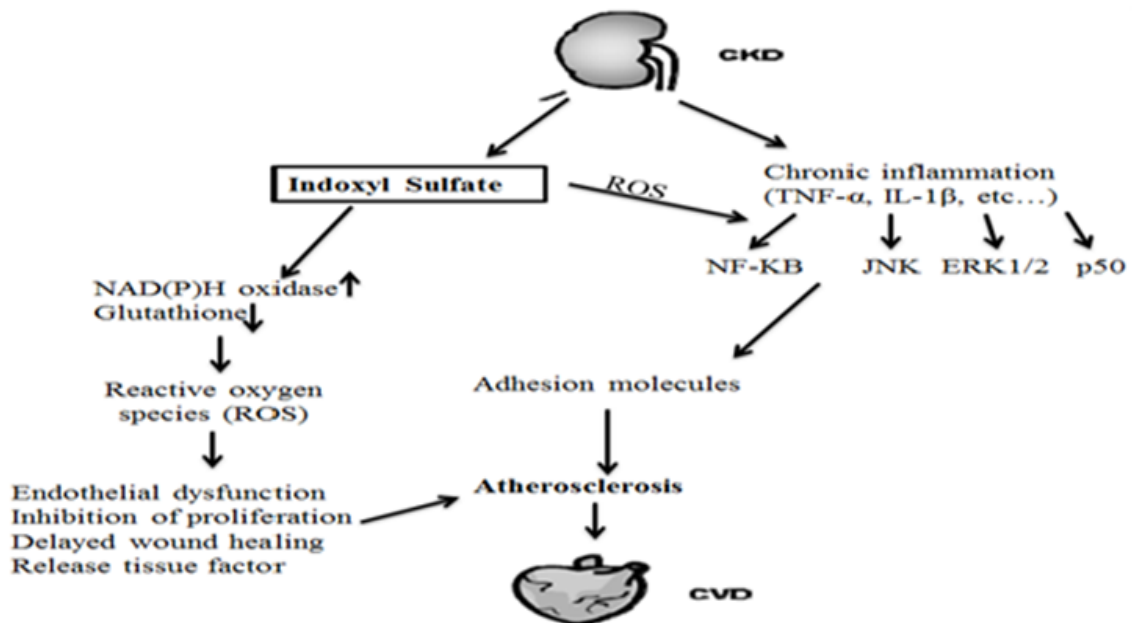 CKD
Indoxyl Sulfate
ROS
Chronic inflammation
(TNF-α, IL-1β, etc...)
NF-KB JNK ERK1/2 p50
NAD(P)H oxidase
Glutathione
Reactive oxygen
species (ROS)
Adhesion molecules
Endothelial dysfunction
Inhibition of proliferation
Delayed wound healing
Release tissue factor
Atherosclerosis
CVD